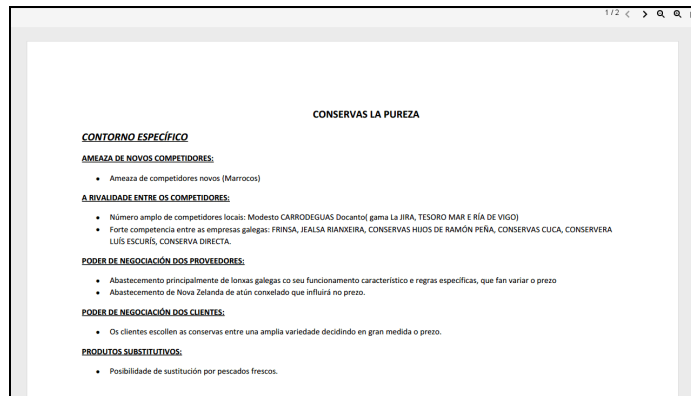 1 / 2
CONSERVAS LA PUREZA
CONTORNO ESPECÍFICO
AMEAZA DE NOVOS COMPETIDORES:
• Ameaza de competidores novos (Marrocos)
A RIVALIDADE ENTRE OS COMPETIDORES:
• Número amplo de competidores locais: Modesto CARRODEGUAS Docanto( gama La JIRA, TESORO MAR E RÍA DE VIGO)
• Forte competencia entre as empresas galegas: FRINSA, JEALSA RIANXEIRA, CONSERVAS HIJOS DE RAMÓN PEÑA, CONSERVAS CUCA, CONSERVERA
LUÍS ESCURÍS, CONSERVA DIRECTA.
PODER DE NEGOCIACIÓN DOS PROVEEDORES:
• Abastecemento principalmente de lonxas galegas co seu funcionamento característico e regras específicas, que fan variar o prezo
• Abastecemento de Nova Zelanda de atún conxelado que influirá no prezo.
PODER DE NEGOCIACIÓN DOS CLIENTES:
• Os clientes escollen as conservas entre una amplia variedade decidindo en gran medida o prezo.
PRODUTOS SUBSTITUTIVOS:
• Posibilidade de sustitución por pescados frescos.